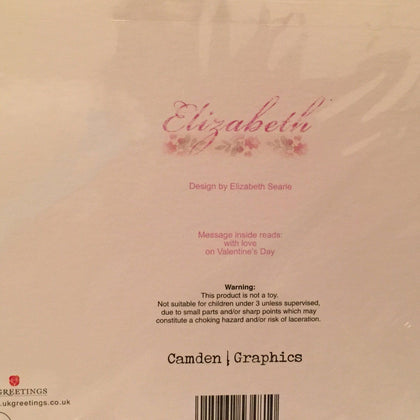 Elizabeth
Design by Elizabeth Searle
Message inside reads:
with love
on Valentine's Day
Warning:
This product is not a toy.
Not suitable for children under 3 unless supervised,
due to small parts and/or sharp points which may
constitute a choking hazard and/or risk of laceration.
Camden Graphics
GREETINGS
.ukgreetings.co.uk